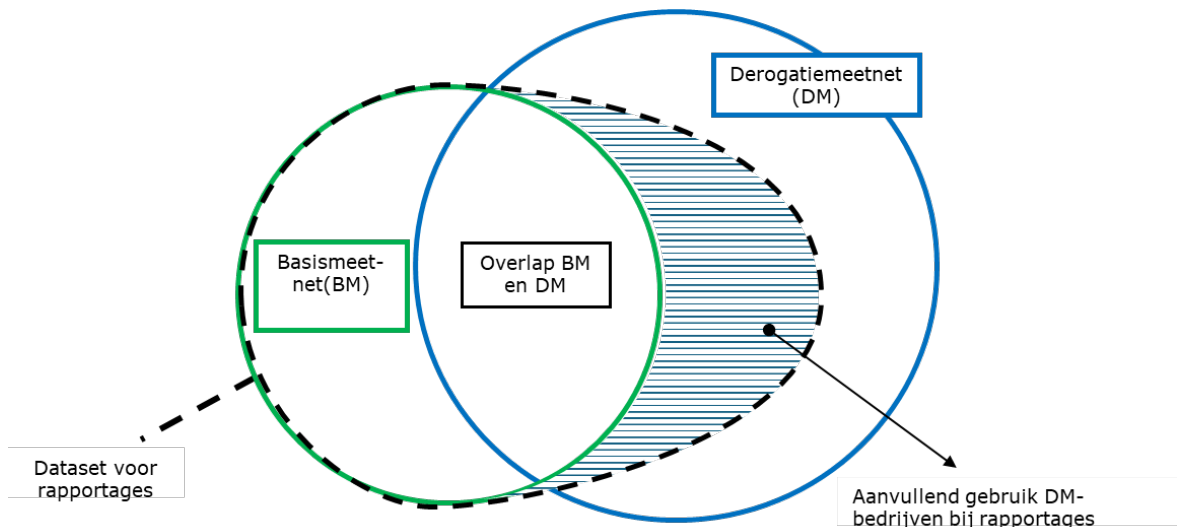 Derogatiemeetnet
(DM)
Basismeet-
net(BM)
Overlap BM
en DM
Dataset voor
rapportages
Aanvullend gebruik DM-
bedrijven bij rapportages